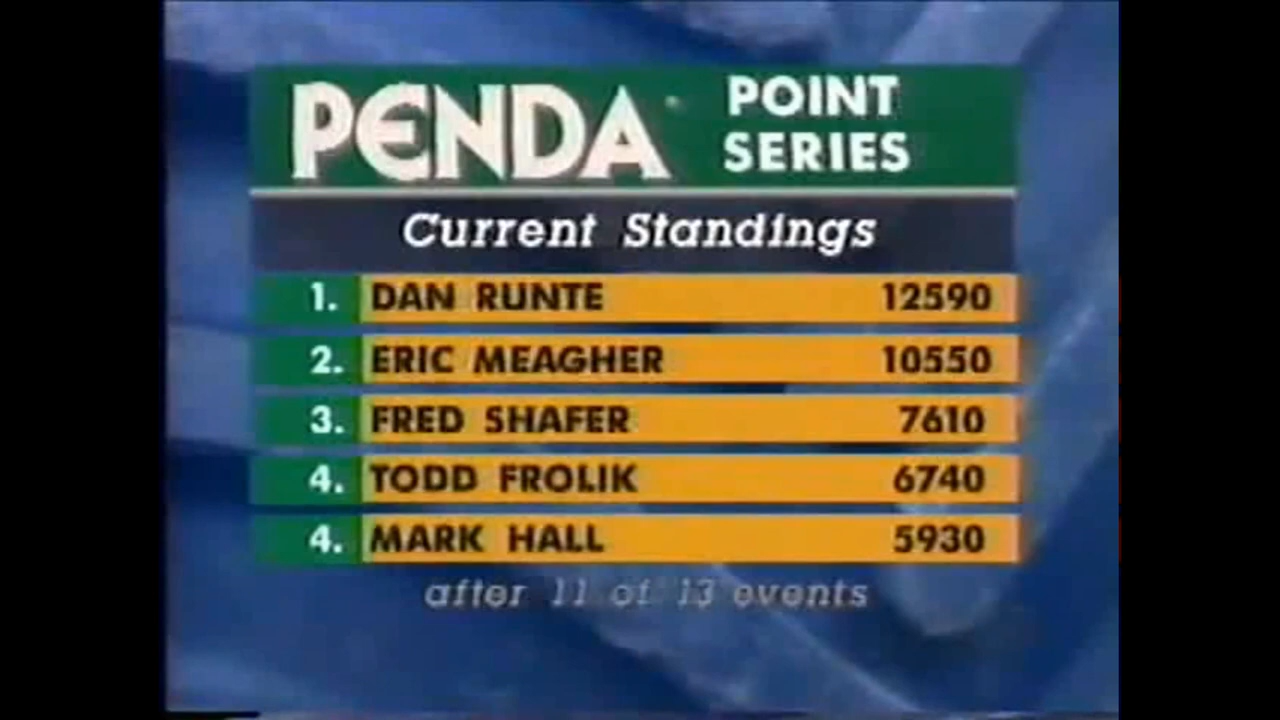 PENDA POINT
SERIES
Current Standings
1. DAN RUNTE 12590
2. ERIC MEAGHER 10550
3. FRED SHAFER 7610
4. TODD FROLIK 6740
4. MARK HALL 5930
after 11 of 13 events